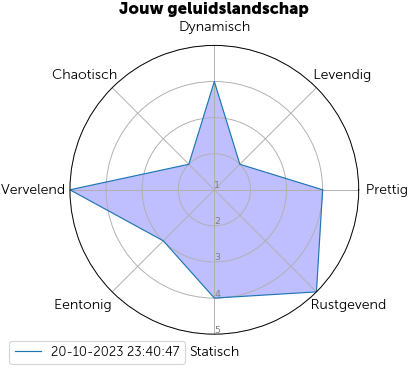 Jouw geluidslandschap
Dynamisch
Chaotisch
Levendig
Vervelend
1
Prettig
2
3
4
Eentonig
Rustgevend
5
20-10-2023 23:40:47
Statisch